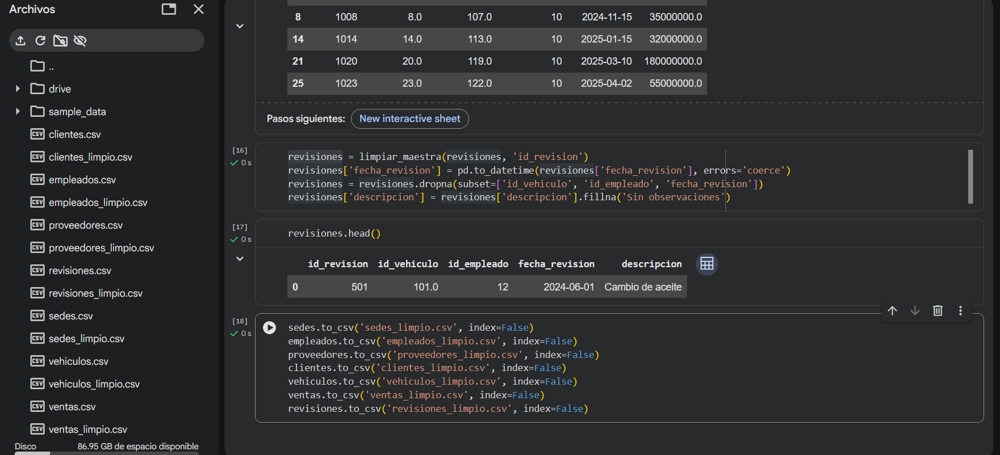 Archivos
..
drive
sample_data
clientes.csv
clientes_limpio.csv
empleados.csv
empleados_limpio.csv
proveedores.csv
proveedores_limpio.csv
revisiones.csv
revisiones_limpio.csv
sedes.csv
sedes_limpio.csv
vehiculos.csv
vehiculos_limpio.csv
ventas.csv
ventas_limpio.csv
Disco 86.95 GB de espacio disponible
8 1008 8.0 107.0 10 2024-11-15 35000000.0
14 1014 14.0 113.0 10 2025-01-15 32000000.0
21 1020 20.0 119.0 10 2025-03-10 180000000.0
25 1023 23.0 122.0 10 2025-04-02 55000000.0
Pasos siguientes: New interactive sheet
[16]
0 s
revisiones = limpiar_maestra(revisiones, 'id_revision')
revisiones['fecha_revision'] = pd.to_datetime(revisiones['fecha_revision'], errors='coerce')
revisiones = revisiones.dropna(subset=['id_vehiculo', 'id_empleado', 'fecha_revision'])
revisiones['descripcion'] = revisiones['descripcion'].fillna('Sin observaciones')
[17]
0 s
revisiones.head()
id_revision id_vehiculo id_empleado fecha_revision descripcion
0 501 101.0 12 2024-06-01 Cambio de aceite
[18]
0 s
sedes.to_csv('sedes_limpio.csv', index=False)
empleados.to_csv('empleados_limpio.csv', index=False)
proveedores.to_csv('proveedores_limpio.csv', index=False)
clientes.to_csv('clientes_limpio.csv', index=False)
vehiculos.to_csv('vehiculos_limpio.csv', index=False)
ventas.to_csv('ventas_limpio.csv', index=False)
revisiones.to_csv('revisiones_limpio.csv', index=False)